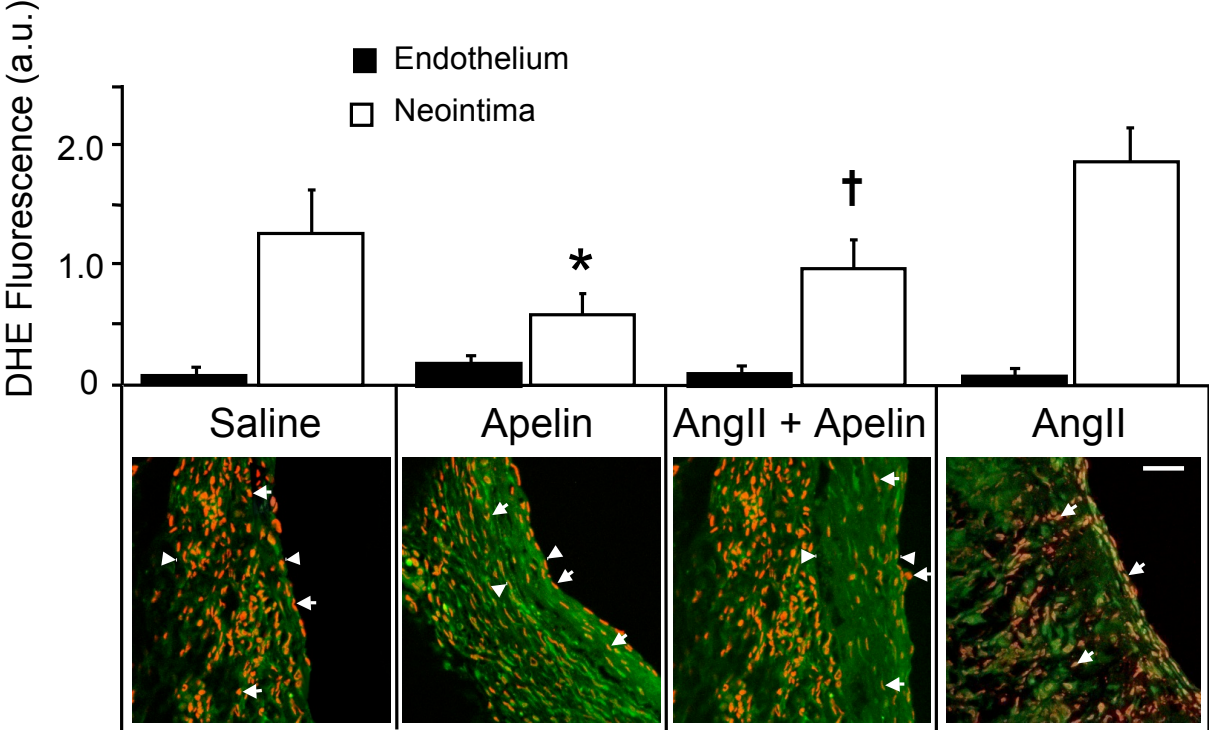 DHE Fluorescence (a.u.)
Endothelium
Neointima
2.0
1.0
0
*
†
Saline
Apelin
AngII + Apelin
AngII